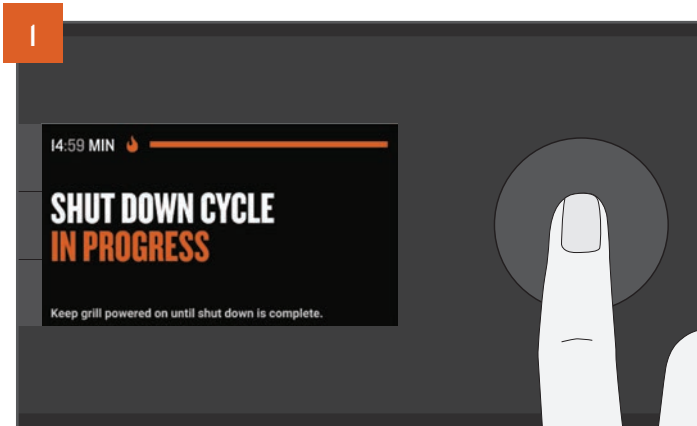 1
14:59 MIN
SHUT DOWN CYCLE
IN PROGRESS
Keep grill powered on until shut down is complete.